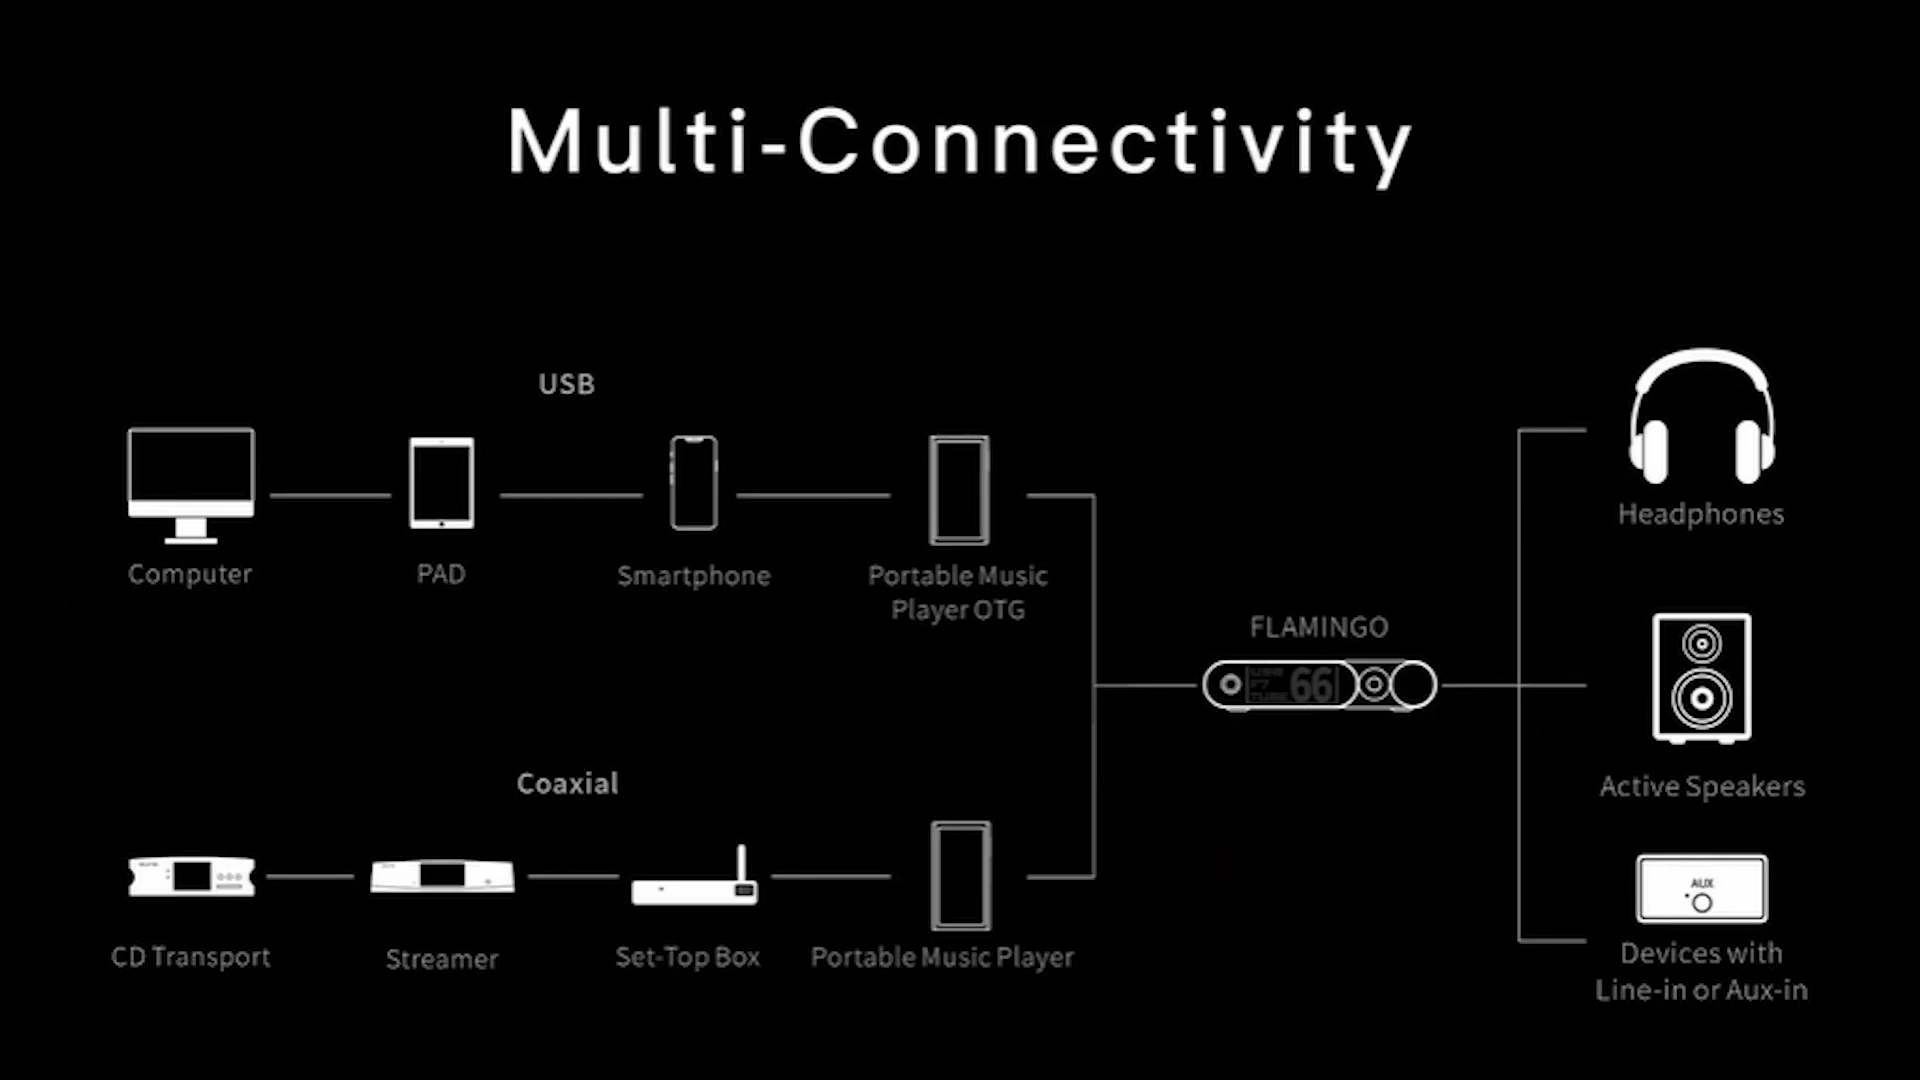 Multi-Connectivity
USB
Computer
PAD
Smartphone
Portable Music
Player OTG
Coaxial
CD Transport
Streamer
Set-Top Box
Portable Music Player
FLAMINGO
66
Headphones
Active Speakers
AUX
Devices with
Line-in or Aux-in